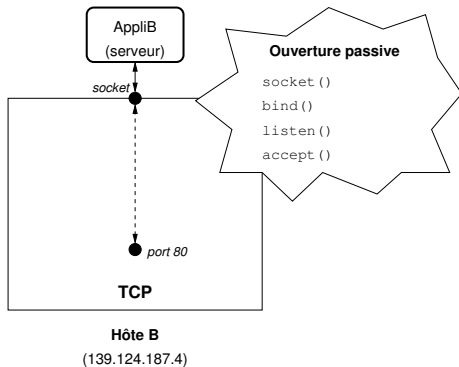 AppliB
(serveur)
Ouverture passive
socket()
bind()
listen()
accept()
socket
port 80
TCP
Hôte B
(139.124.187.4)